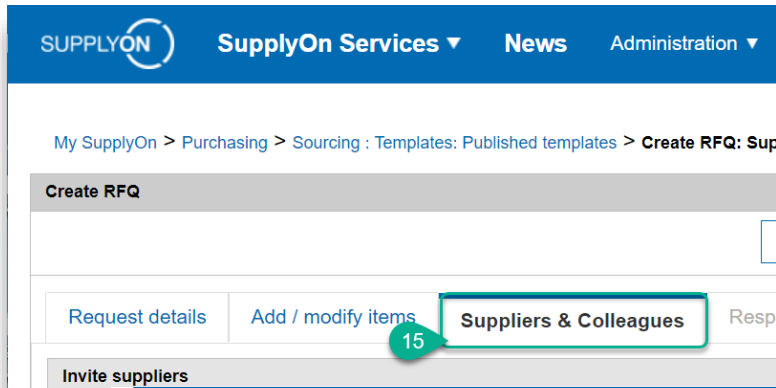 SUPPLYON SupplyOn Services ▼ News Administration ▼
My SupplyOn > Purchasing > Sourcing : Templates: Published templates > Create RFQ: Sup
Create RFQ
Request details Add / modify items Suppliers & Colleagues Resp
15
Invite suppliers